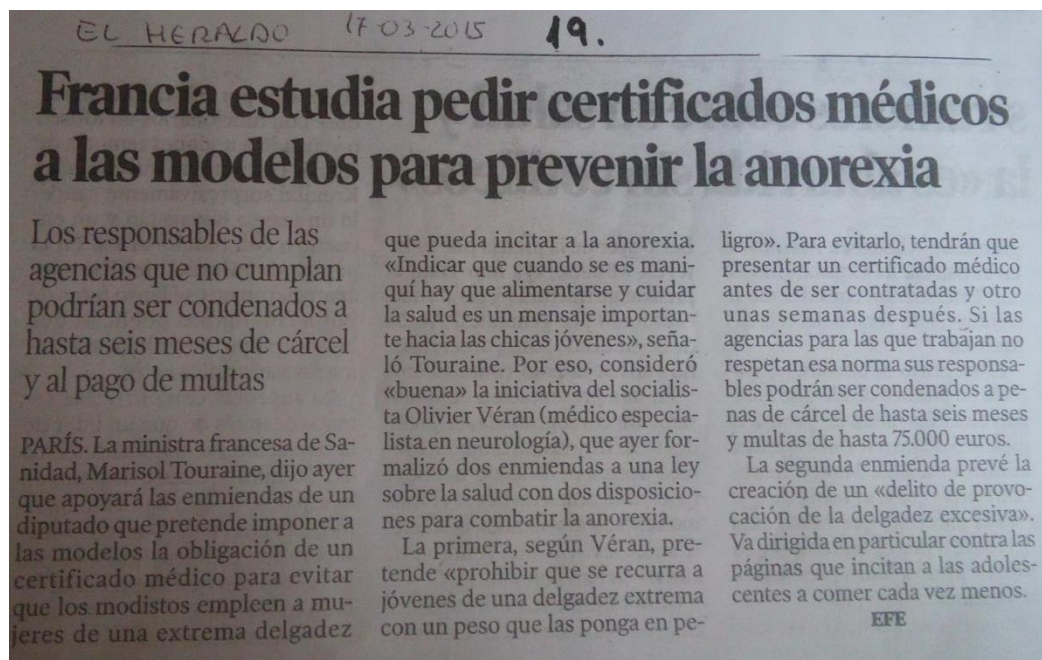 EL HERALDO 17-03-2015 19.
Francia estudia pedir certificados médicos
a las modelos para prevenir la anorexia
Los responsables de las
agencias que no cumplan
podrían ser condenados a
hasta seis meses de cárcel
y al pago de multas
PARÍS. La ministra francesa de Sa-
nidad, Marisol Touraine, dijo ayer
que apoyará las enmiendas de un
diputado que pretende imponer a
las modelos la obligación de un
certificado médico para evitar
que los modistos empleen a mu-
jeres de una extrema delgadez
que pueda incitar a la anorexia.
«Indicar que cuando se es mani-
quí hay que alimentarse y cuidar
la salud es un mensaje importan-
te hacia las chicas jóvenes», seña-
ló Touraine. Por eso, consideró
«buena» la iniciativa del socialis-
ta Olivier Véran (médico especia-
lista en neurología), que ayer for-
malizó dos enmiendas a una ley
sobre la salud con dos disposicio-
nes para combatir la anorexia.
La primera, según Véran, pre-
tende «prohibir que se recurra a
jóvenes de una delgadez extrema
con un peso que las ponga en pe-
ligro». Para evitarlo, tendrán que
presentar un certificado médico
antes de ser contratadas y otro
unas semanas después. Si las
agencias para las que trabajan no
respetan esa norma sus responsa-
bles podrán ser condenados a pe-
nas de cárcel de hasta seis meses
y multas de hasta 75.000 euros.
La segunda enmienda prevé la
creación de un «delito de provo-
cación de la delgadez excesiva».
Va dirigida en particular contra las
páginas que incitan a las adoles-
centes a comer cada vez menos.
EFE